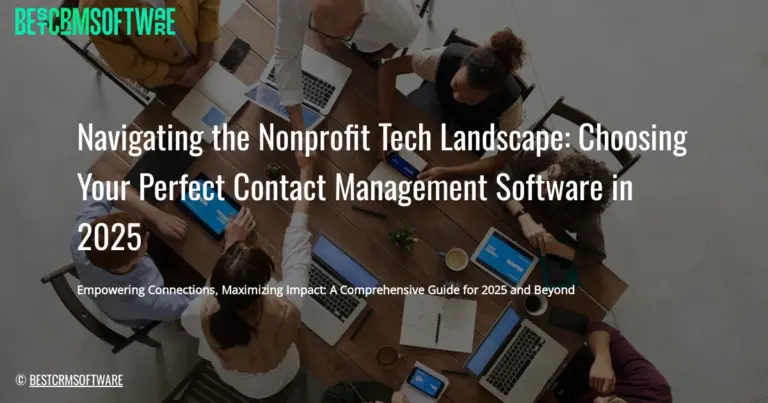 BESTCRMSOFTWARE
Navigating the Nonprofit Tech Landscape: Choosing
Your Perfect Contact Management Software in
2025
Empowering Connections, Maximizing Impact: A Comprehensive Guide for 2025 and Beyond
© BESTCRMSOFTWARE